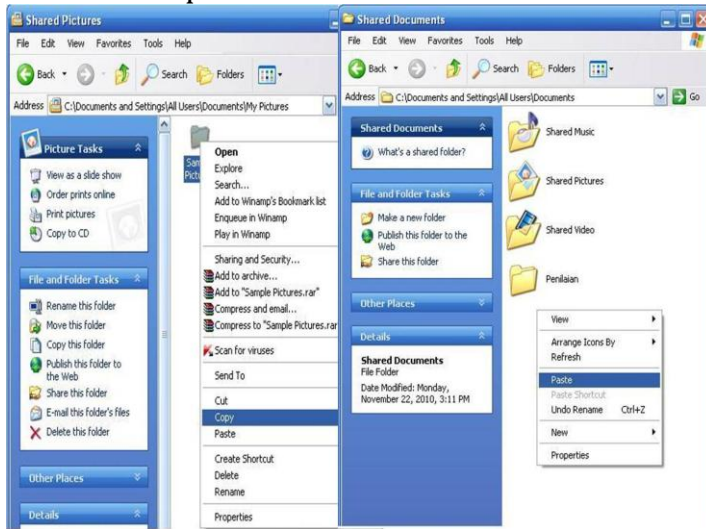 Shared Pictures
File Edit View Favorites Tools Help
Back Search Folders
Address C:\Documents and Settings\All Users\Documents\My Pictures
Picture Tasks
View as a slide show
Order prints online
Print pictures
Copy to CD
File and Folder Tasks
Rename this folder
Move this folder
Copy this folder
Publish this folder to
the Web
Share this folder
E-mail this folder's files
Delete this folder
Other Places
Details
Open
Explore
Search...
Add to Winamp's Bookmark list
Enqueue in Winamp
Play in Winamp
Sharing and Security...
Add to archive...
Add to "Sample Pictures.rar"
Compress and email...
Compress to "Sample Pictures.rar
Scan for viruses
Send To
Cut
Copy
Paste
Create Shortcut
Delete
Rename
Properties
Shared Documents
File Edit View Favorites Tools Help
Back Search Folders
Address C:\Documents and Settings\All Users\Documents Go
Shared Documents
What's a shared folder?
File and Folder Tasks
Make a new folder
Publish this folder to the
Web
Share this folder
Other Places
Details
Shared Documents
File Folder
Date Modified: Monday,
November 22, 2010, 3:11 PM
Shared Music
Shared Pictures
Shared Video
Penilaian
View
Arrange Icons By
Refresh
Paste
Paste Shortcut
Undo Rename Ctrl+Z
New
Properties